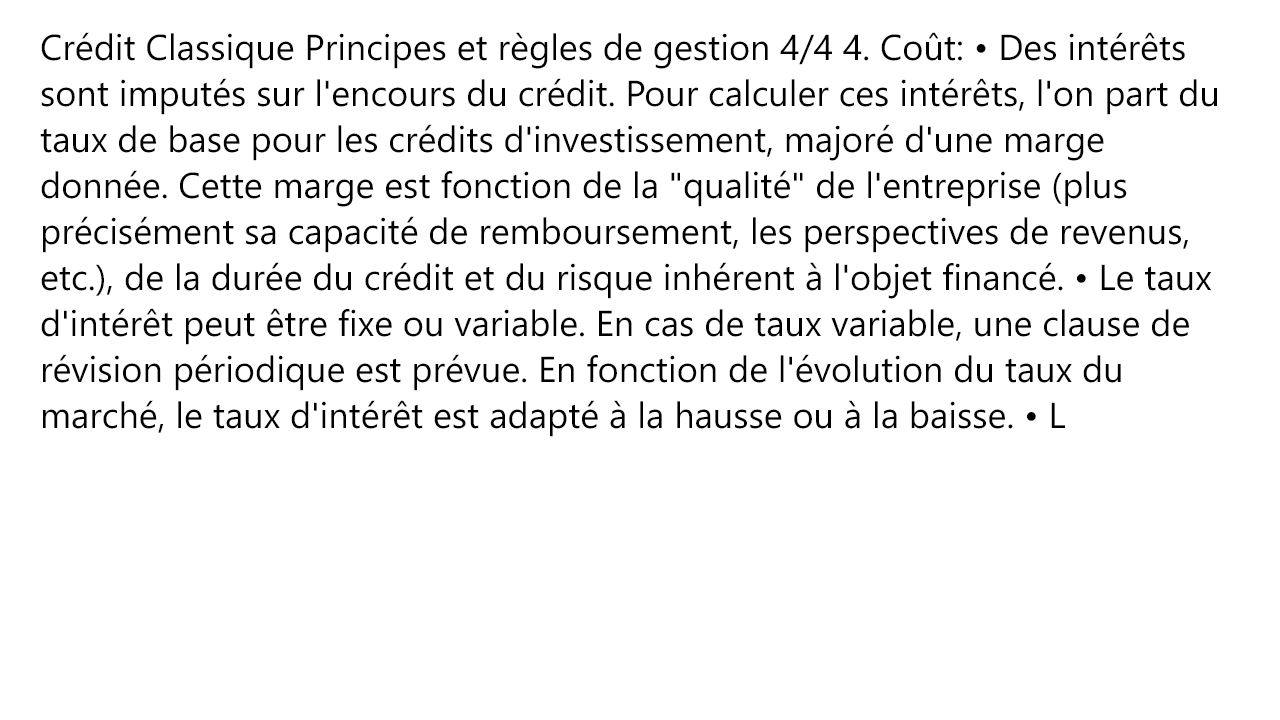 Crédit Classique Principes et règles de gestion 4/4 4. Coût: • Des intérêts
sont imputés sur l'encours du crédit. Pour calculer ces intérêts, l'on part du
taux de base pour les crédits d'investissement, majoré d'une marge
donnée. Cette marge est fonction de la "qualité" de l'entreprise (plus
précisément sa capacité de remboursement, les perspectives de revenus,
etc.), de la durée du crédit et du risque inhérent à l'objet financé. • Le taux
d'intérêt peut être fixe ou variable. En cas de taux variable, une clause de
révision périodique est prévue. En fonction de l'évolution du taux du
marché, le taux d'intérêt est adapté à la hausse ou à la baisse. • L